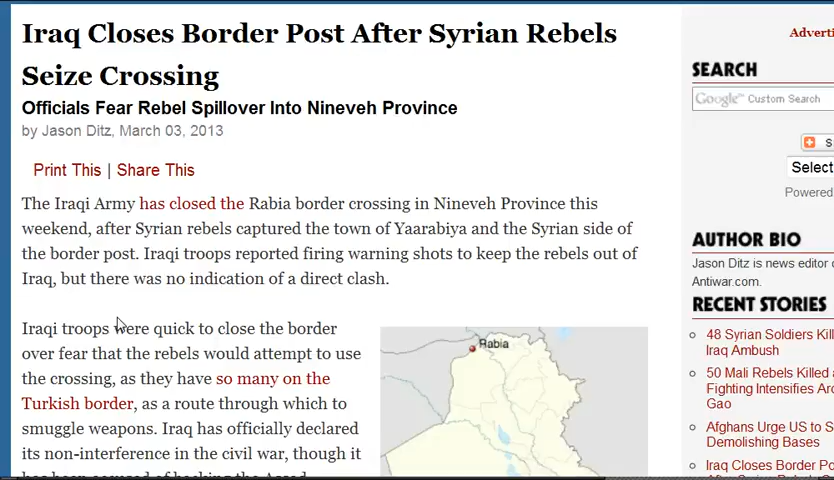 Iraq Closes Border Post After Syrian Rebels
Seize Crossing
Officials Fear Rebel Spillover Into Nineveh Province
by Jason Ditz, March 03, 2013
Print This | Share This
The Iraqi Army has closed the Rabia border crossing in Nineveh Province this
weekend, after Syrian rebels captured the town of Yaarabiya and the Syrian side of
the border post. Iraqi troops reported firing warning shots to keep the rebels out of
Iraq, but there was no indication of a direct clash.
Iraqi troops were quick to close the border
over fear that the rebels would attempt to use
the crossing, as they have so many on the
Turkish border, as a route through which to
smuggle weapons. Iraq has officially declared
its non-interference in the civil war, though it
Rabia
Adverti
SEARCH
Google™ Custom Search
S
Select
Powered
AUTHOR BIO
Jason Ditz is news editor
Antiwar.com.
RECENT STORIES
48 Syrian Soldiers Kill
Iraq Ambush
50 Mali Rebels Killed
Fighting Intensifies Aro
Gao
Afghans Urge US to S
Demolishing Bases
Iraq Closes Border Po